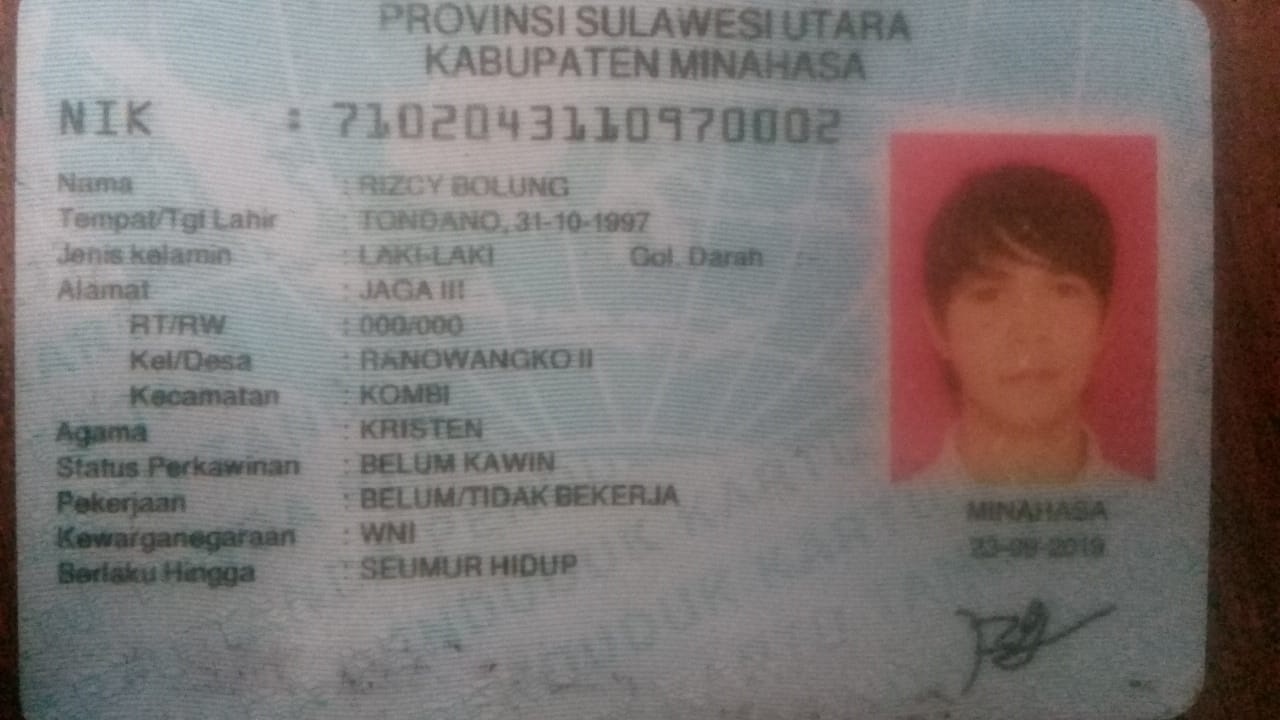 PROVINSI SULAWESI UTARA
KABUPATEN MINAHASA
NIK : 7102043110970002
Nama : RIZCY BOLUNG
Tempat/Tgl Lahir : TONDANO, 31-10-1997
Jenis kelamin : LAKI-LAKI Gol. Darah :-
Alamat : JAGA III
RT/RW : 000/000
Kel/Desa : RANOWANGKO II
Kecamatan : KOMBI
Agama : KRISTEN
Status Perkawinan : BELUM KAWIN
Pekerjaan : BELUM/TIDAK BEKERJA
Kewarganegaraan : WNI
Berlaku Hingga : SEUMUR HIDUP
MINAHASA
23-09-2019